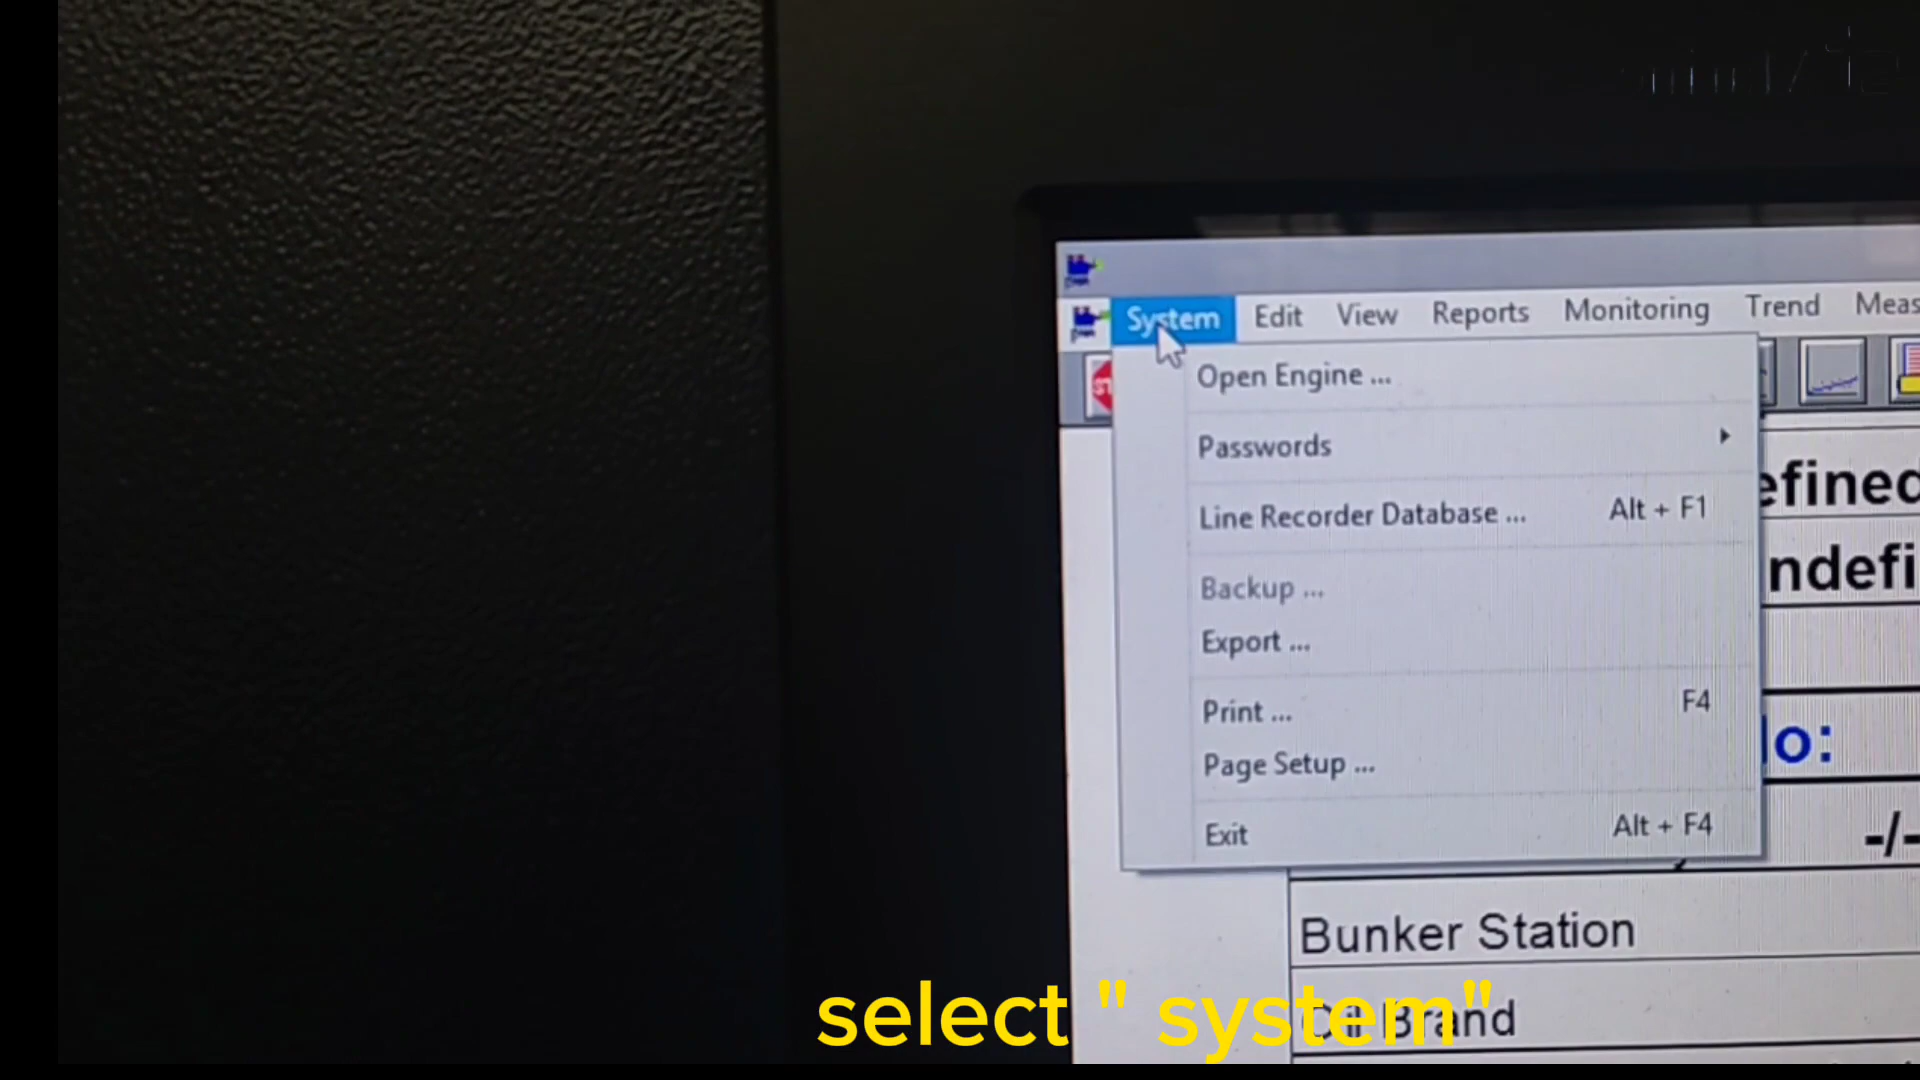 System Edit View Reports Monitoring Trend Meas
Open Engine ...
Passwords
Line Recorder Database ... Alt + F1
Backup ...
Export ...
Print ... F4
Page Setup ...
Exit Alt + F4
efined
ndefi
lo:
-/-
Bunker Station
Oil Brand
select " system"